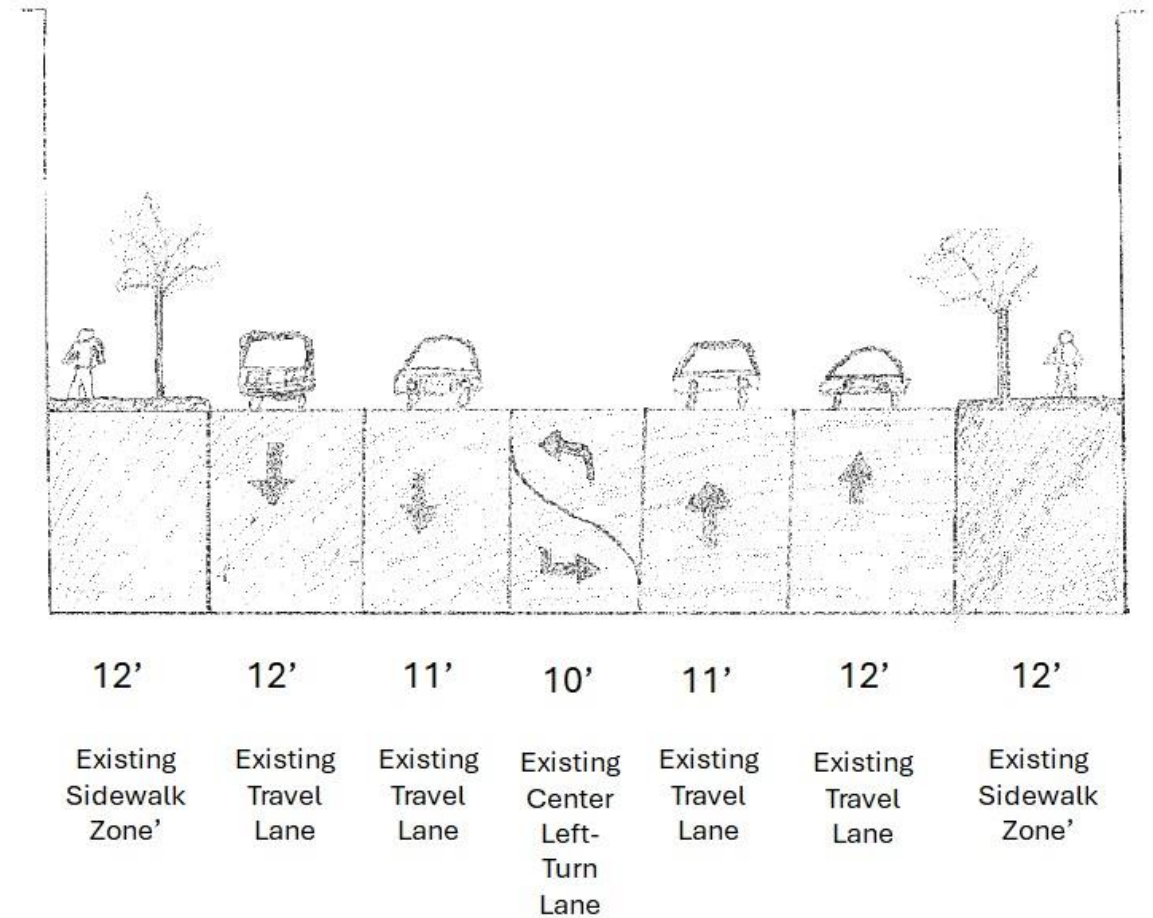 12’ 12’ 11’ 10’ 11’ 12’ 12’
Existing
Sidewalk
Zone’
Existing
Travel
Lane
Existing
Travel
Lane
Existing
Center
Left-
Turn
Lane
Existing
Travel
Lane
Existing
Travel
Lane
Existing
Sidewalk
Zone’